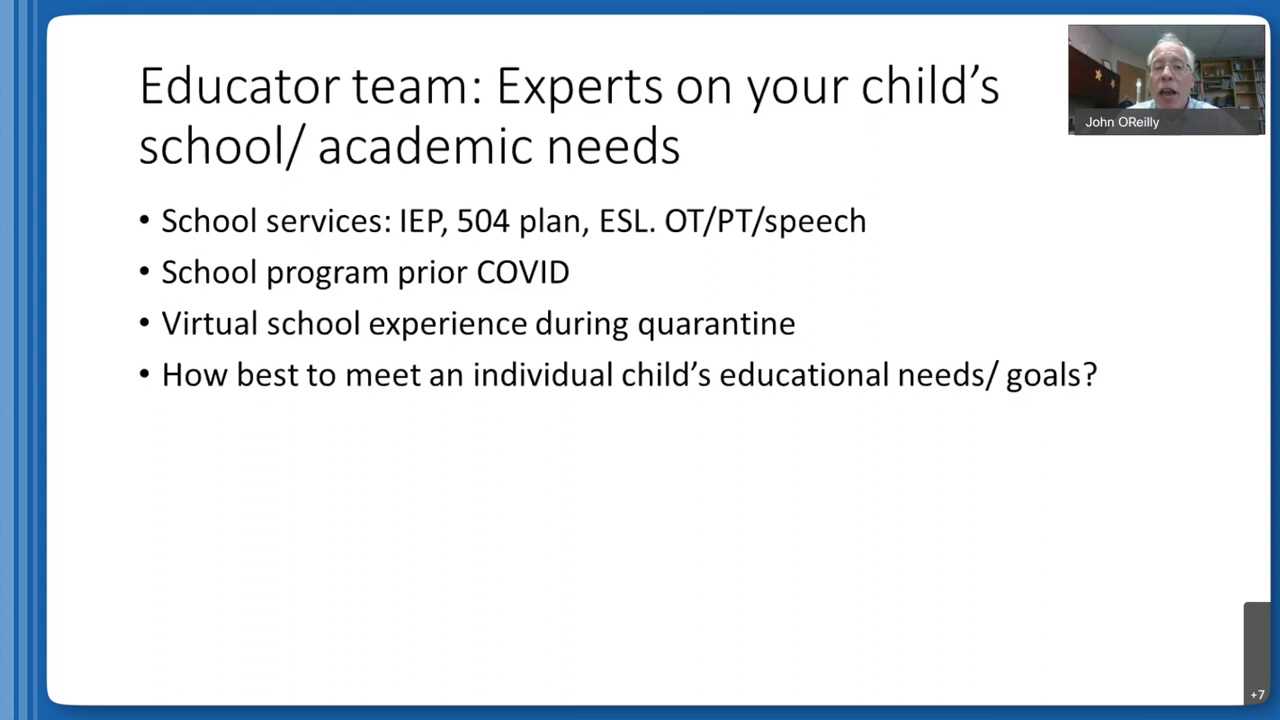 Educator team: Experts on your child’s
school/ academic needs
John OReilly
• School services: IEP, 504 plan, ESL. OT/PT/speech
• School program prior COVID
• Virtual school experience during quarantine
• How best to meet an individual child’s educational needs/ goals?
+7